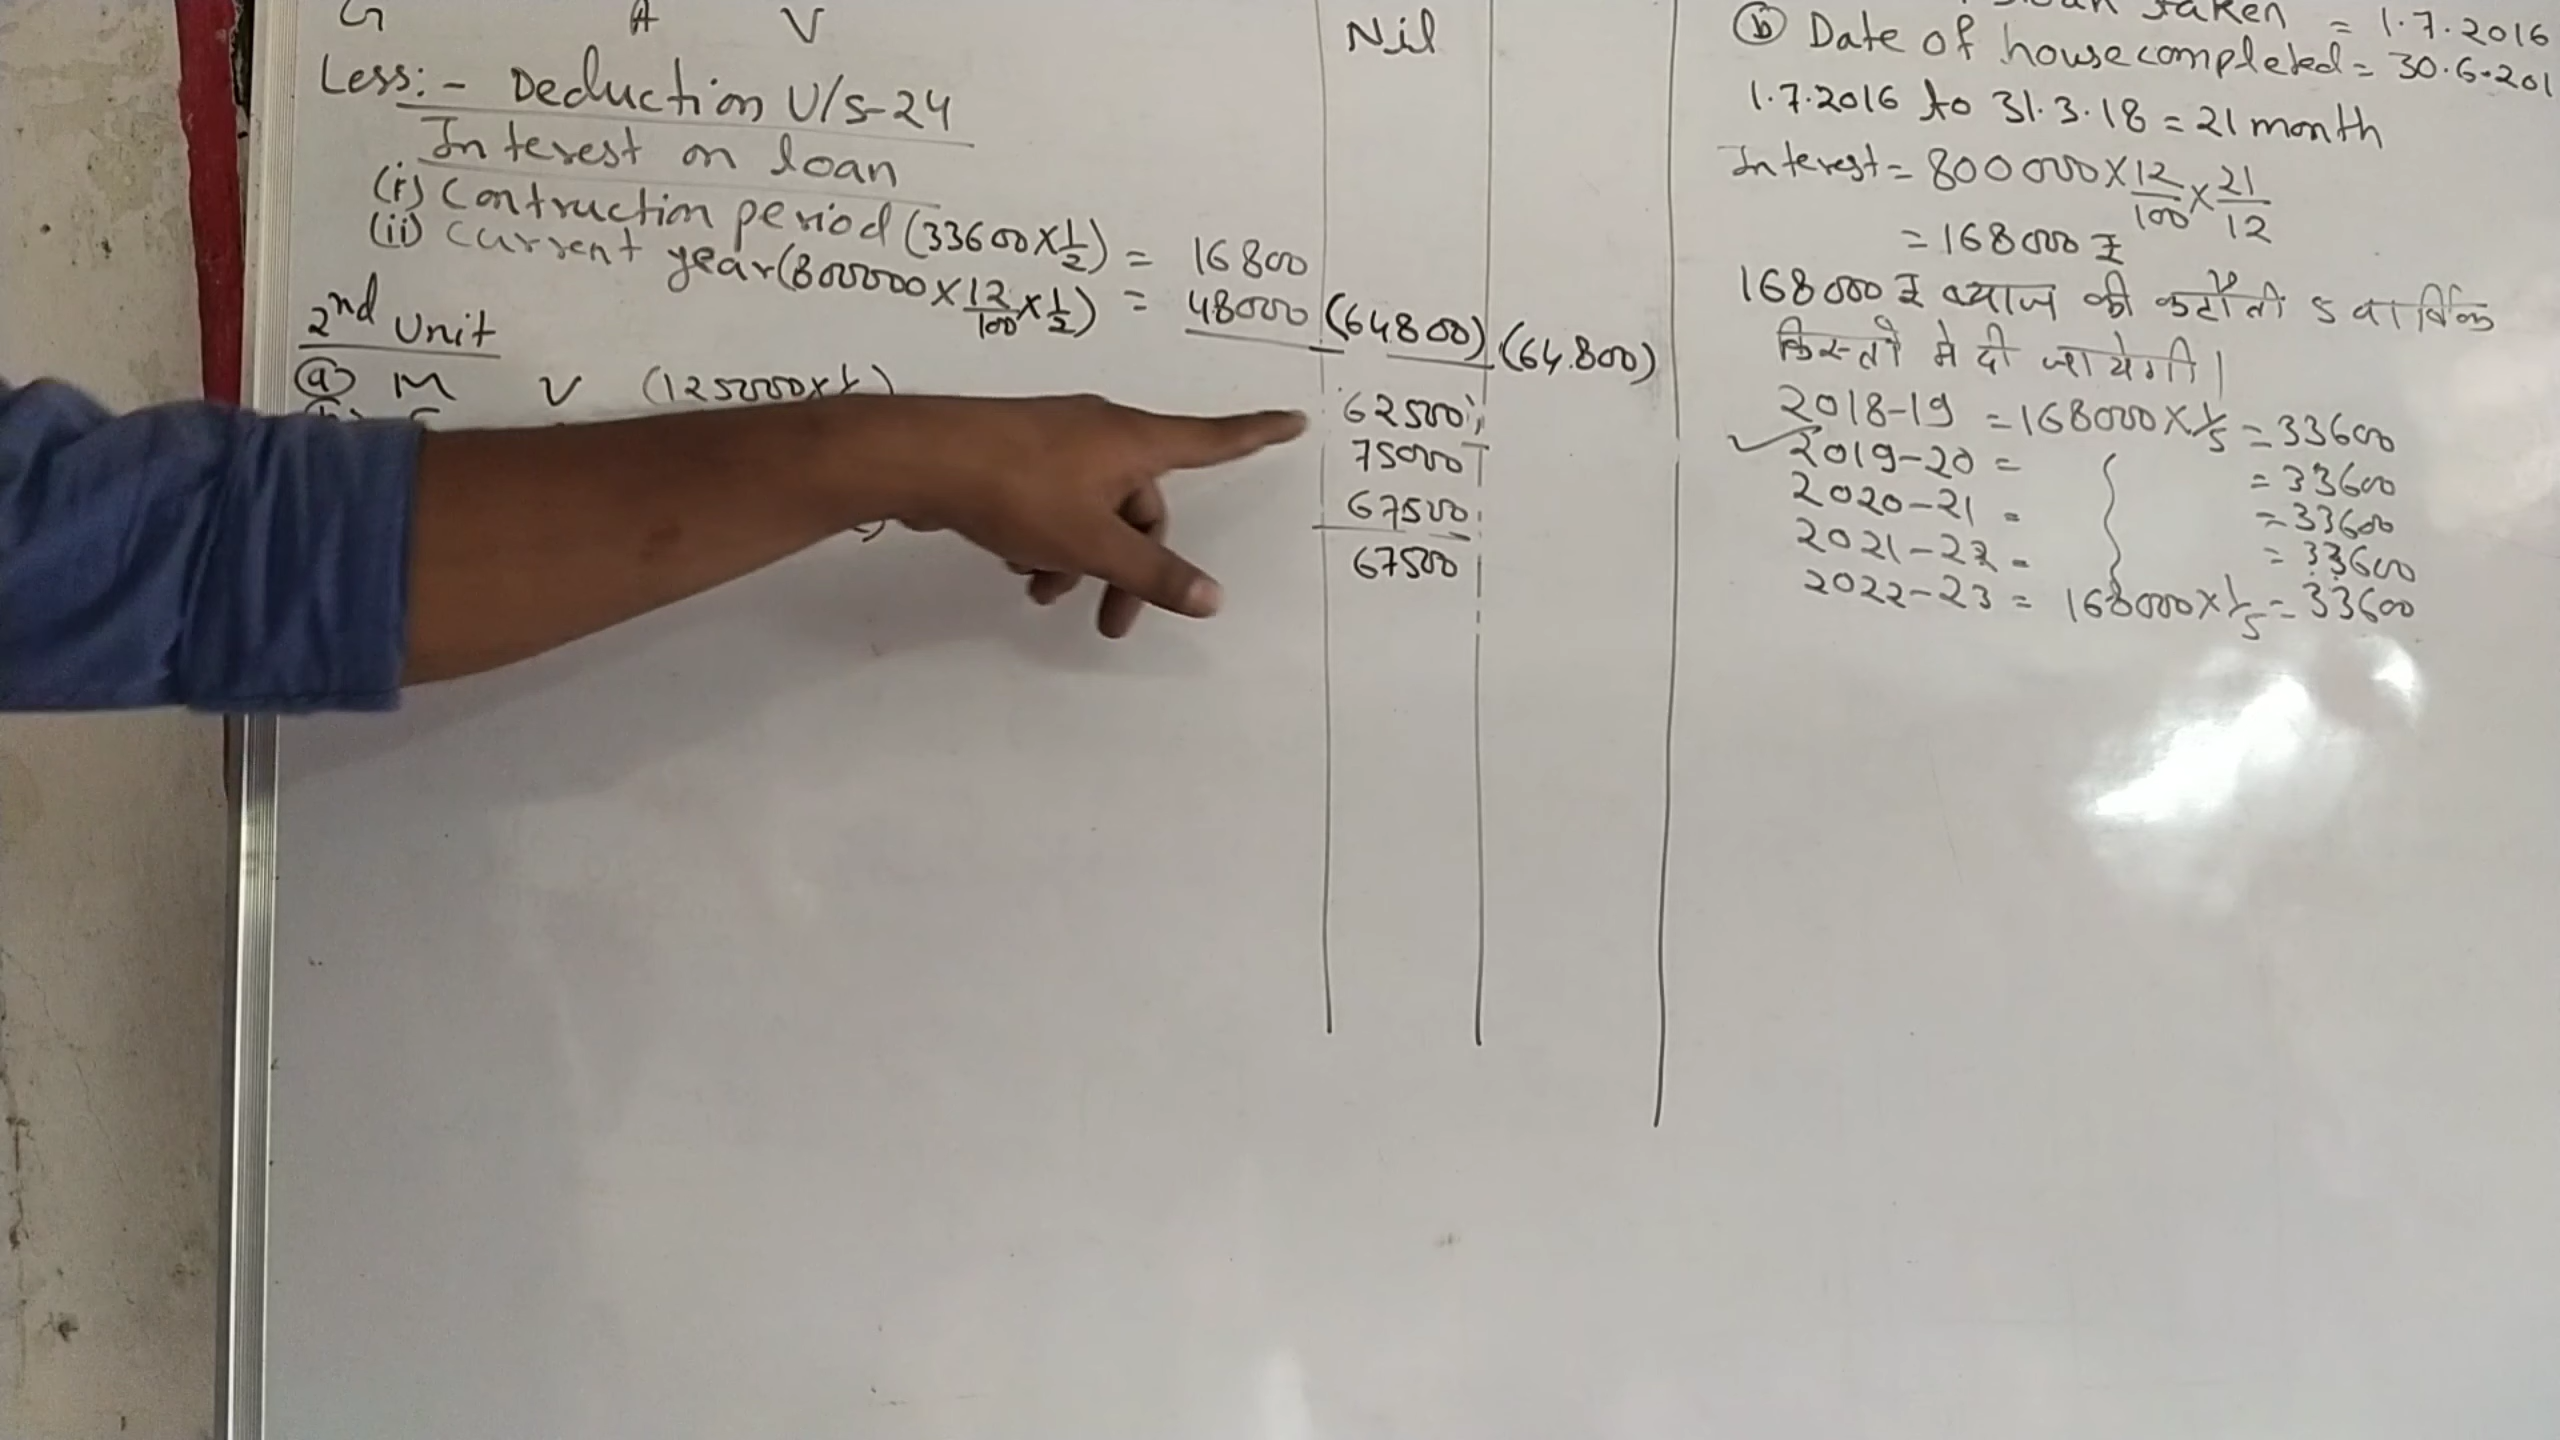 G A V Nil
Less:- Deduction U/s-24
Interest on loan
(i) Contruction period (33600×1/2) = 16800
(ii) Current year (800000×12/100×1/2) = 48000 (64800) (64.800)
2nd Unit
(a) M V (125000×
62500
75000
67500
67500
taken = 1.7.2016
(b) Date of house completed = 30.6.201
1.7.2016 to 31.3.18 = 21 month
Interest = 800000×12/100×21/12
= 168000 ₹
168000 ₹ ब्याज की कटौती 5 वार्षिक
किस्तों में दी जायेगी।
2018-19 = 168000×1/5 = 33600
✓2019-20 = = 33600
2020-21 = = 33600
2021-22 = = 33600
2022-23 = 168000×1/5 = 33600